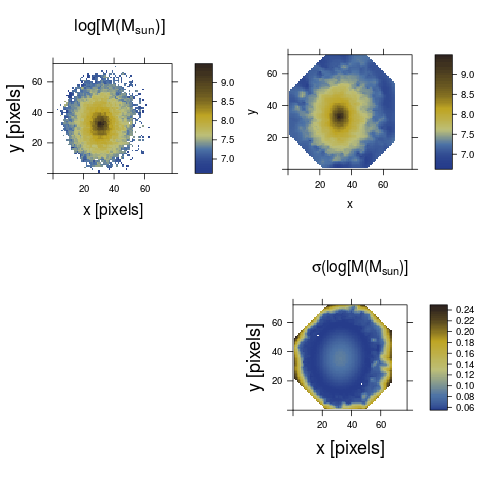 log[M(M_sun)]
y [pixels]
60
40
20
20 40 60
x [pixels]
9.0
8.5
8.0
7.5
7.0
y
60
40
20
20 40 60
x
9.0
8.5
8.0
7.5
7.0
σ(log[M(M_sun)]
y [pixels]
60
40
20
20 40 60
x [pixels]
0.24
0.22
0.20
0.18
0.16
0.14
0.12
0.10
0.08
0.06